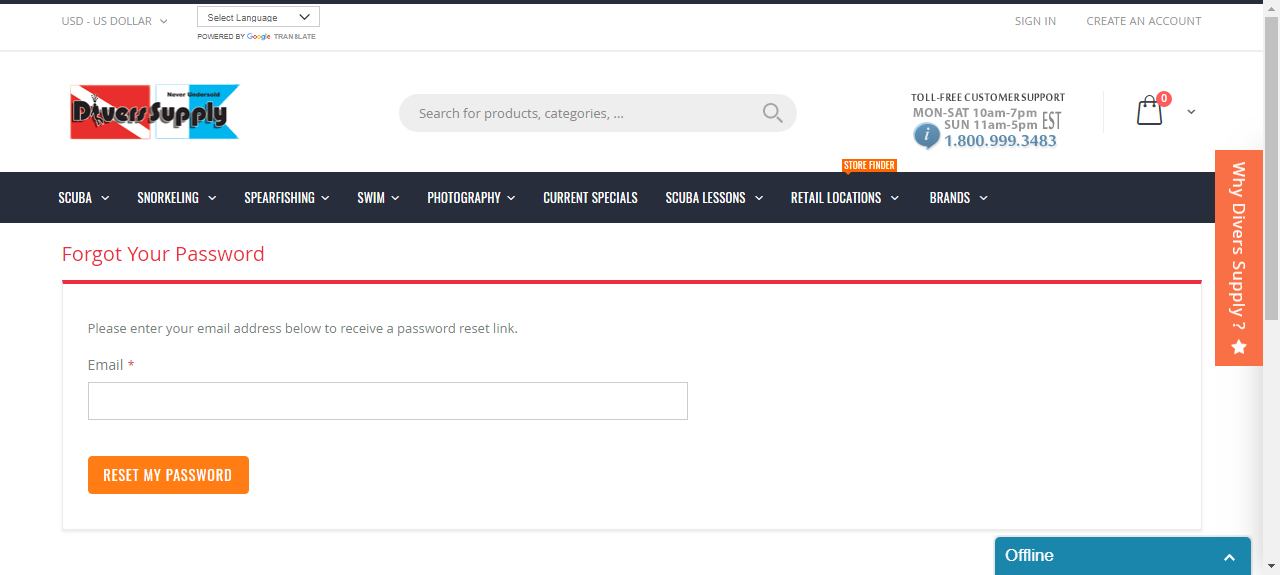 USD - US DOLLAR
Select Language
POWERED BY Google TRANSLATE
SIGN IN
CREATE AN ACCOUNT
Never Undersold
Divers Supply
Search for products, categories, ...
TOLL-FREE CUSTOMER SUPPORT
MON-SAT 10am-7pm
SUN 11am-5pm EST
i 1.800.999.3483
0
STORE FINDER
SCUBA SNORKELING SPEARFISHING SWIM PHOTOGRAPHY CURRENT SPECIALS SCUBA LESSONS RETAIL LOCATIONS BRANDS
Why Divers Supply ?
Forgot Your Password
Please enter your email address below to receive a password reset link.
Email *
RESET MY PASSWORD
Offline